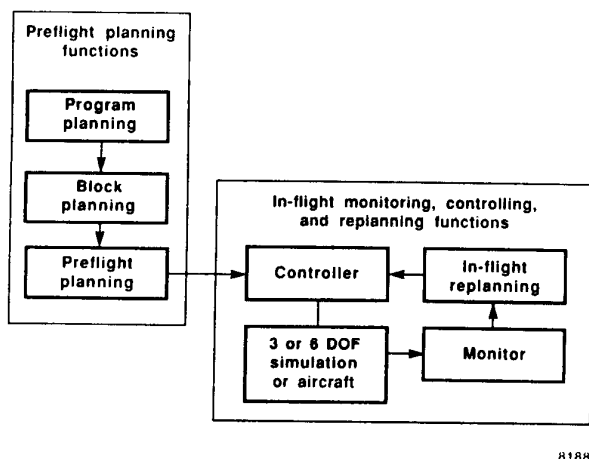 Preflight planning
functions
Program
planning
Block
planning
Preflight
planning
In-flight monitoring, controlling,
and replanning functions
Controller
In-flight
replanning
3 or 6 DOF
simulation
or aircraft
Monitor
8188